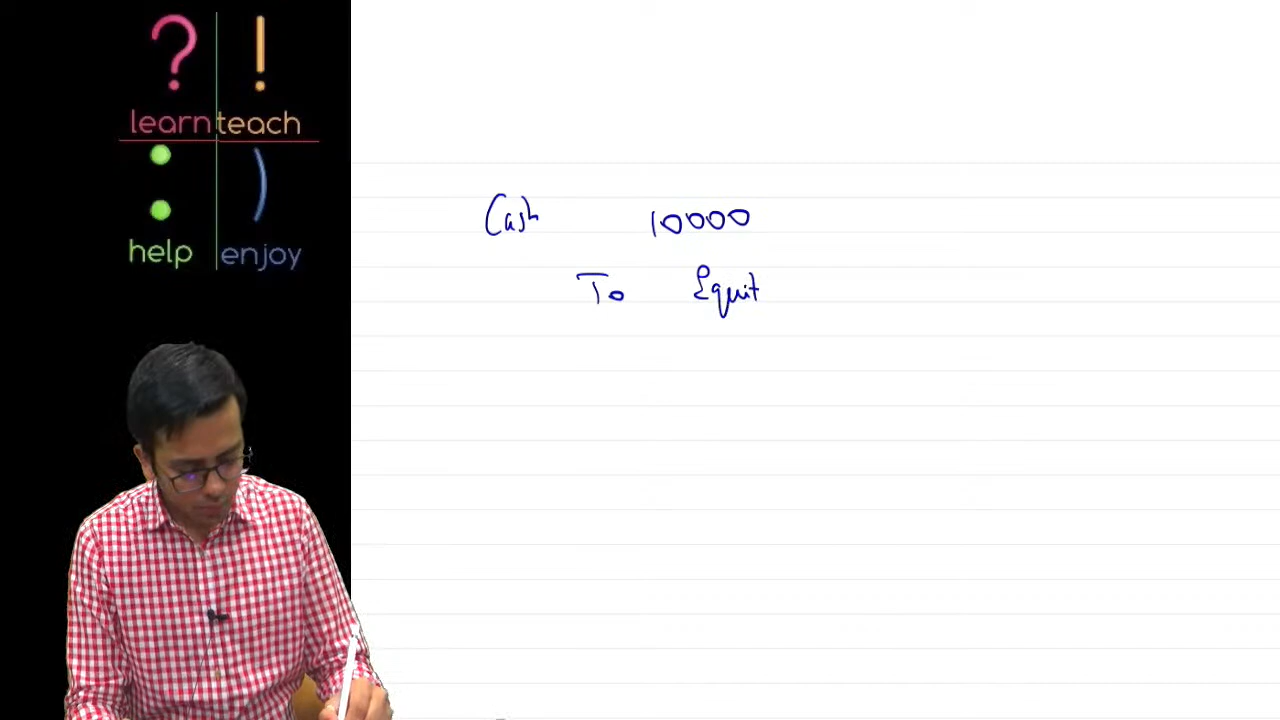 ? !
learn teach
: )
help enjoy
Cash 10000
To Equit